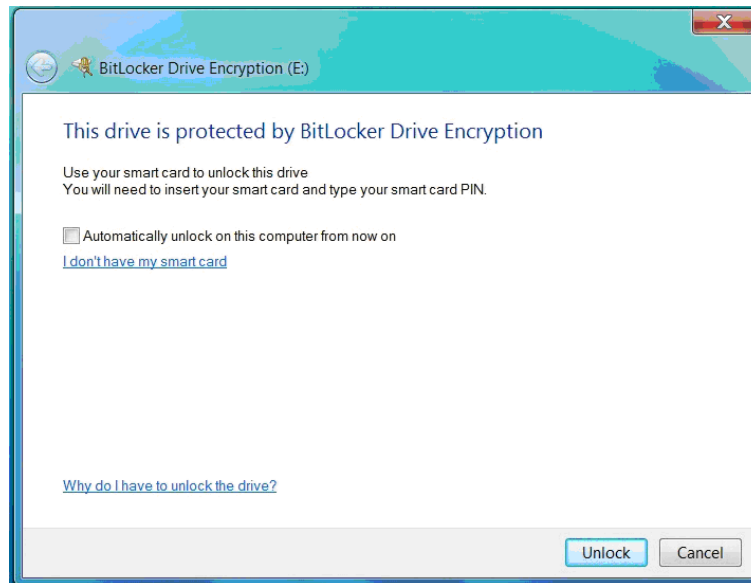 BitLocker Drive Encryption (E:)
This drive is protected by BitLocker Drive Encryption
Use your smart card to unlock this drive
You will need to insert your smart card and type your smart card PIN.
Automatically unlock on this computer from now on
I don't have my smart card
Why do I have to unlock the drive?
Unlock Cancel